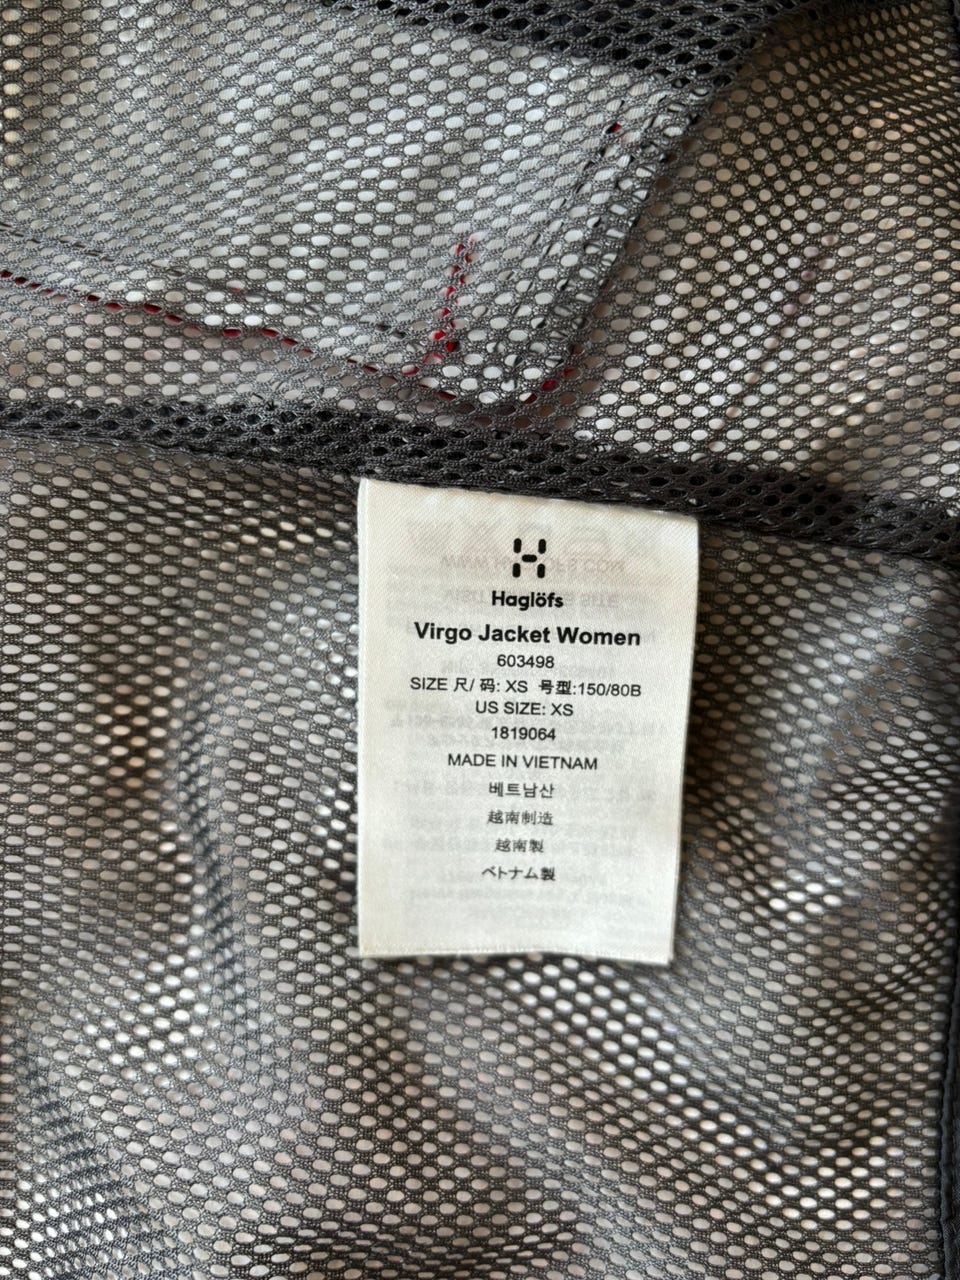 Haglöfs
Virgo Jacket Women
603498
SIZE 尺/ 码: XS 号型:150/80B
US SIZE: XS
1819064
MADE IN VIETNAM
베트남산
越南制造
越南製
ベトナム製